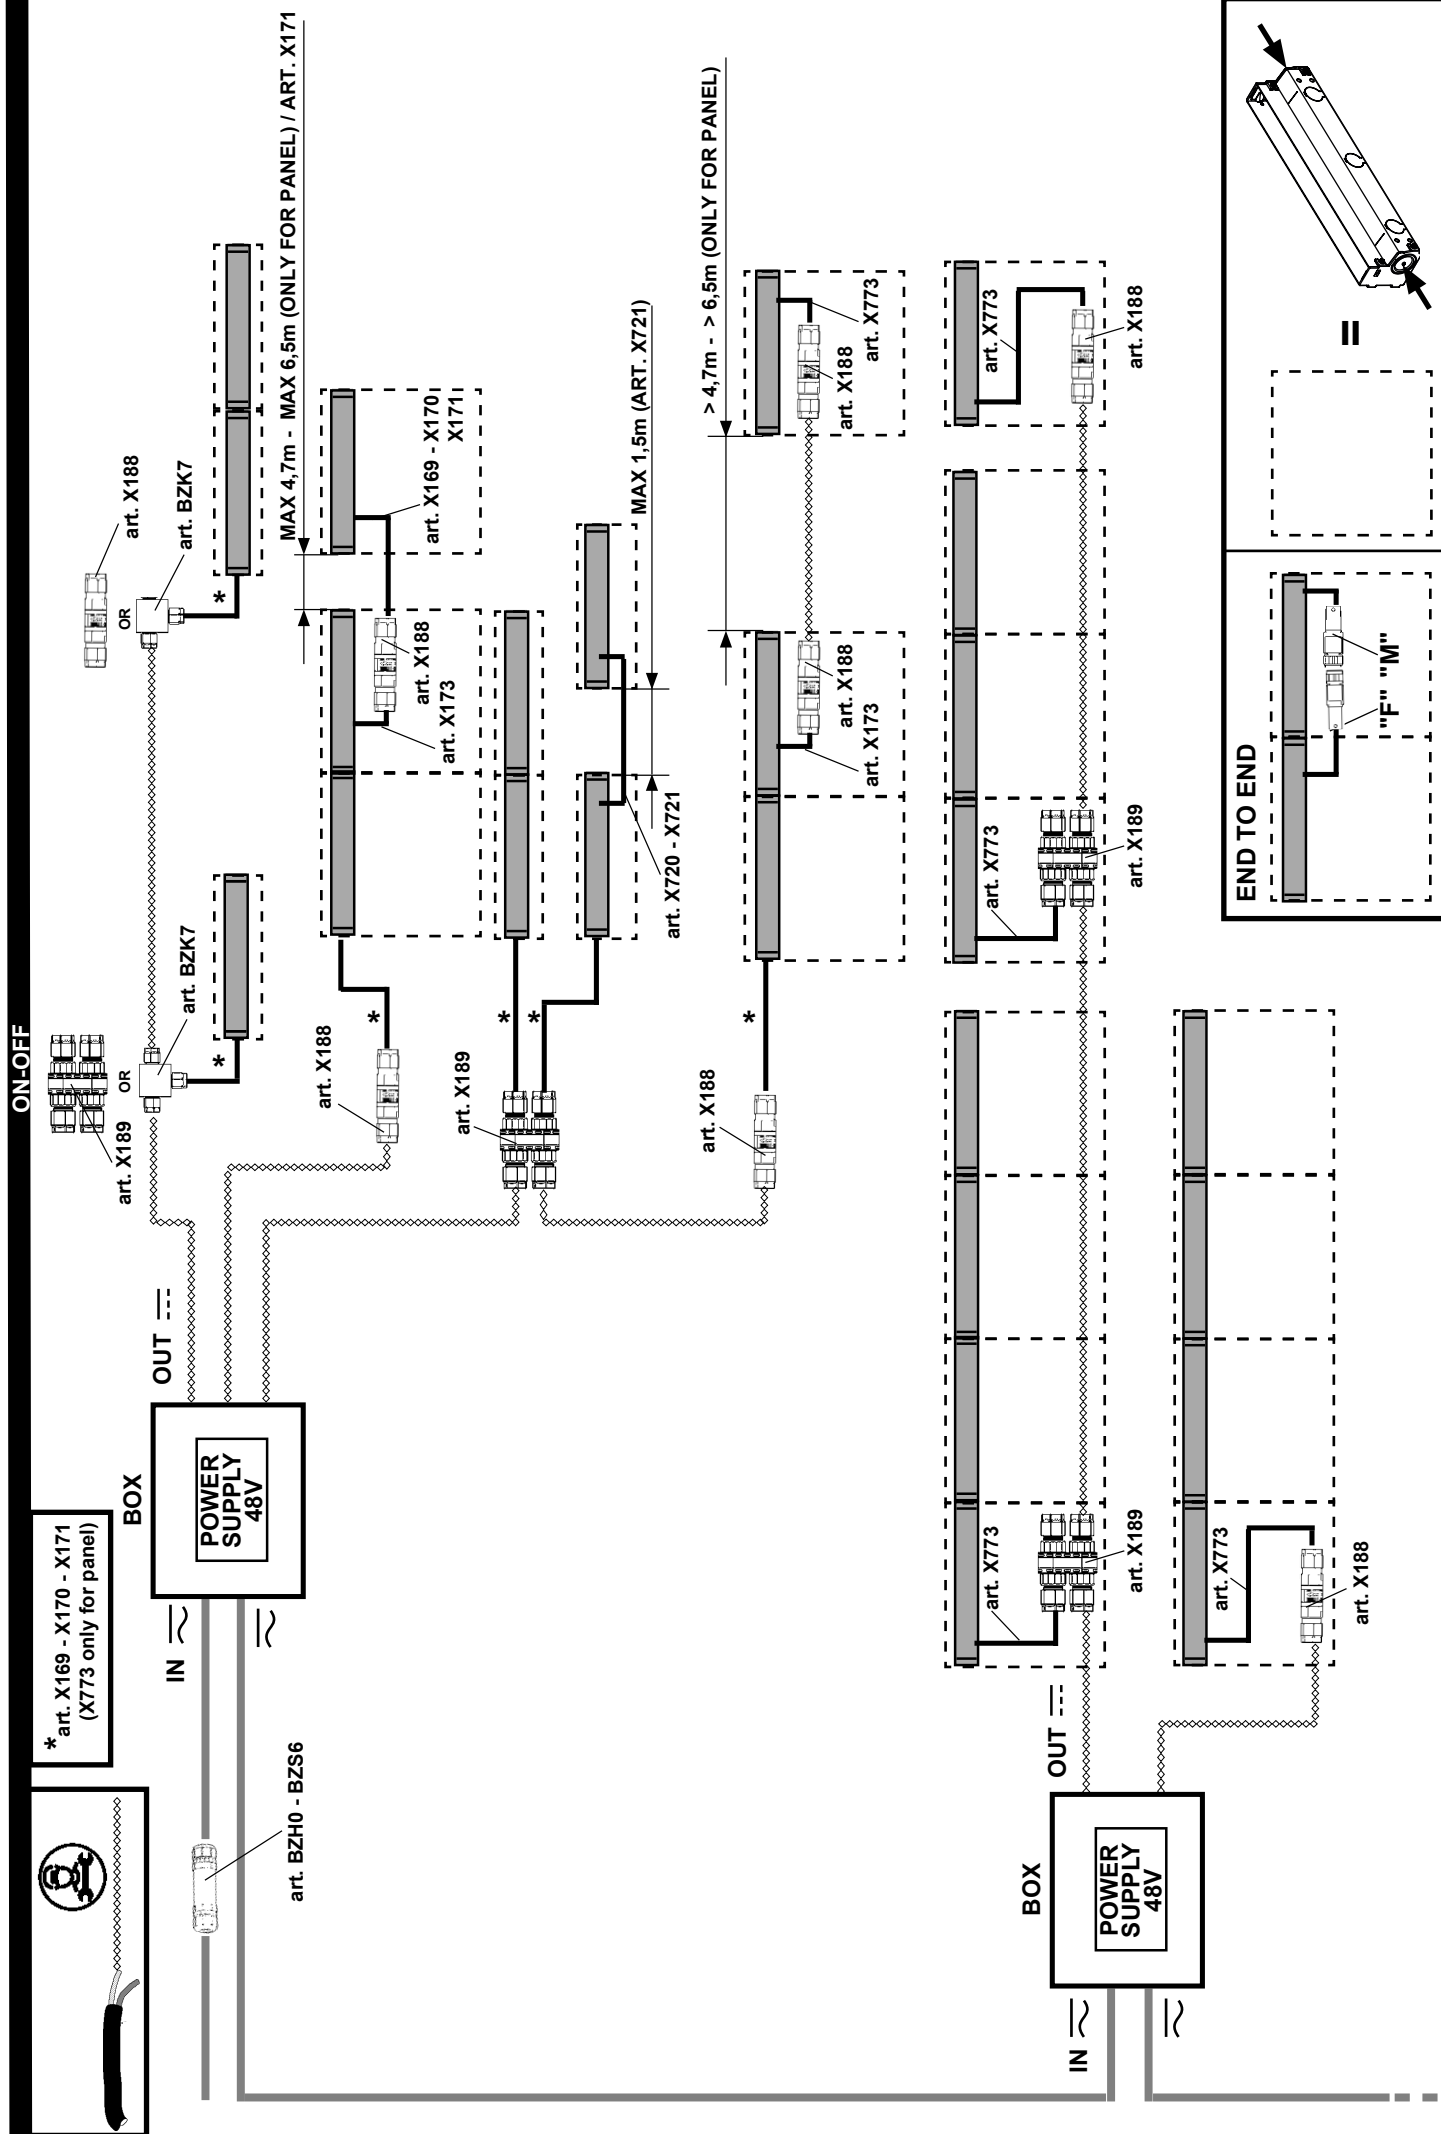 ON-OFF
* art. X169 - X170 - X171
(X773 only for panel)
art. BZH0 - BZS6
IN
BOX
POWER
SUPPLY
48V
OUT
art. X189
OR
art. BZK7
*
art. X188
OR
art. BZK7
*
MAX 4,7m - MAX 6,5m (ONLY FOR PANEL) / ART. X171
art. X188
*
art. X173
art. X188
art. X169 - X170
X171
art. X189
*
*
art. X720 - X721
MAX 1,5m (ART. X721)
art. X188
*
art. X173
art. X188
> 4,7m - > 6,5m (ONLY FOR PANEL)
art. X188
art. X773
IN
BOX
POWER
SUPPLY
48V
OUT
art. X773
art. X189
art. X773
art. X189
art. X773
art. X188
art. X773
art. X188
END TO END
"F" "M"
=